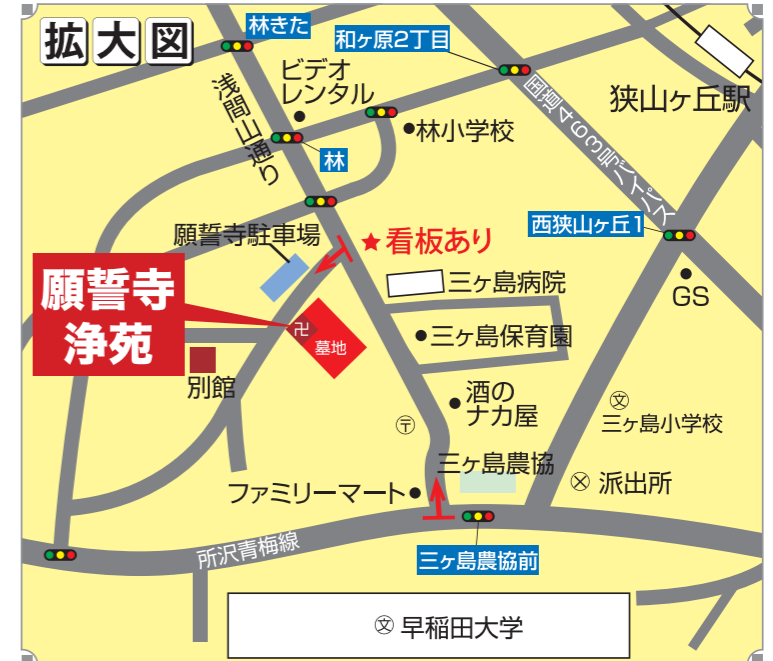 拡大図
林きた
和ヶ原2丁目
ビデオ
レンタル
浅間山通り
国道463号バイパス
狭山ヶ丘駅
林小学校
林
願誓寺駐車場
★看板あり
西狭山ヶ丘1
GS
願誓寺
浄苑
三ヶ島病院
卍
墓地
三ヶ島保育園
別館
酒の
ナカ屋
〒
文
三ヶ島小学校
三ヶ島農協
ファミリーマート
派出所
所沢青梅線
三ヶ島農協前
文 早稲田大学